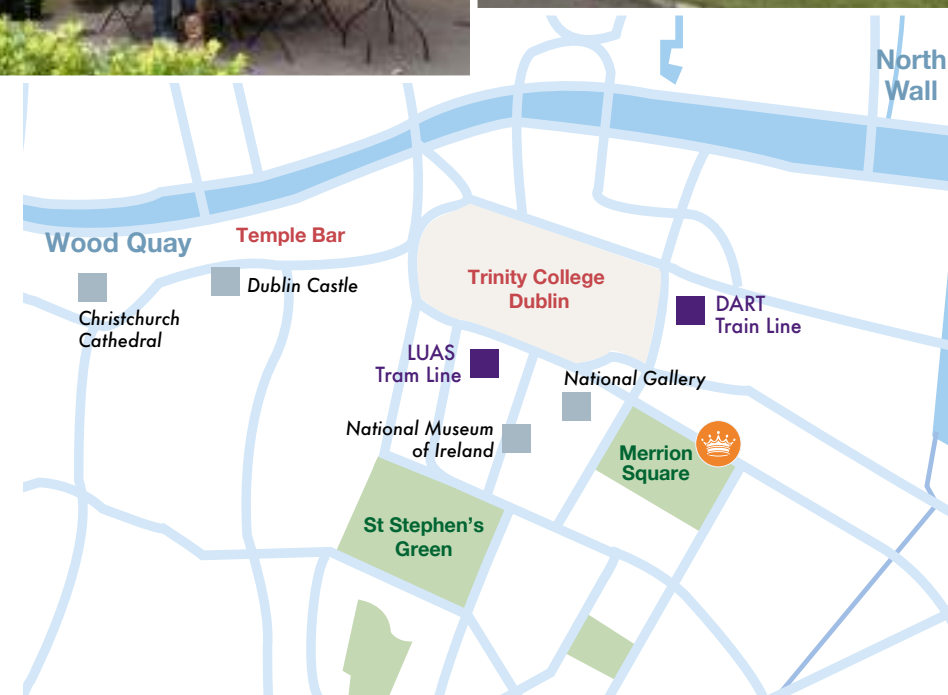 North
Wall
Wood Quay
Temple Bar
Dublin Castle
Christchurch
Cathedral
Trinity College
Dublin
DART
Train Line
LUAS
Tram Line
National Gallery
National Museum
of Ireland
Merrion
Square
St Stephen's
Green